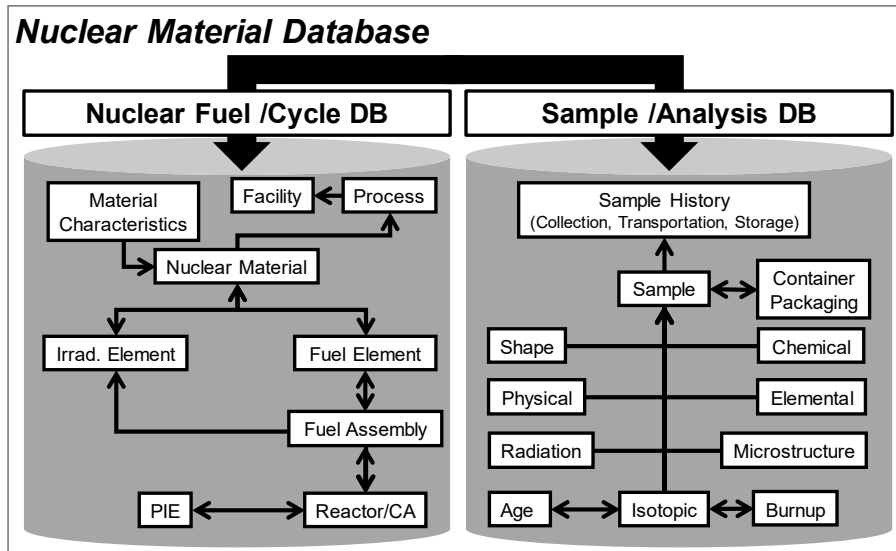 Nuclear Material Database
Nuclear Fuel /Cycle DB
Sample /Analysis DB
Material
Characteristics
Facility
Process
Nuclear Material
Irrad. Element
Fuel Element
Fuel Assembly
PIE
Reactor/CA
Sample History
(Collection, Transportation, Storage)
Sample
Container
Packaging
Shape
Chemical
Physical
Elemental
Radiation
Microstructure
Age
Isotopic
Burnup